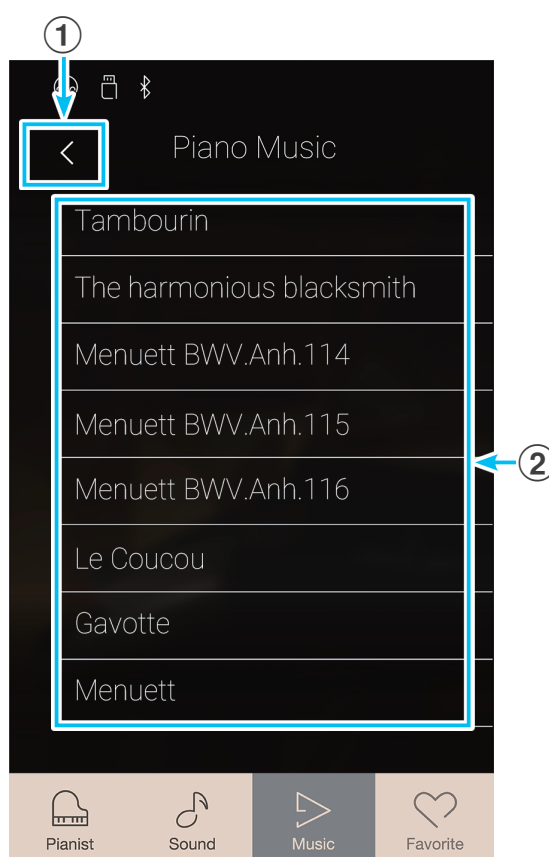 ①
Piano Music
Tambourin
The harmonious blacksmith
Menuett BWV.Anh.114
Menuett BWV.Anh.115
Menuett BWV.Anh.116
②
Le Coucou
Gavotte
Menuett
Pianist
Sound
Music
Favorite